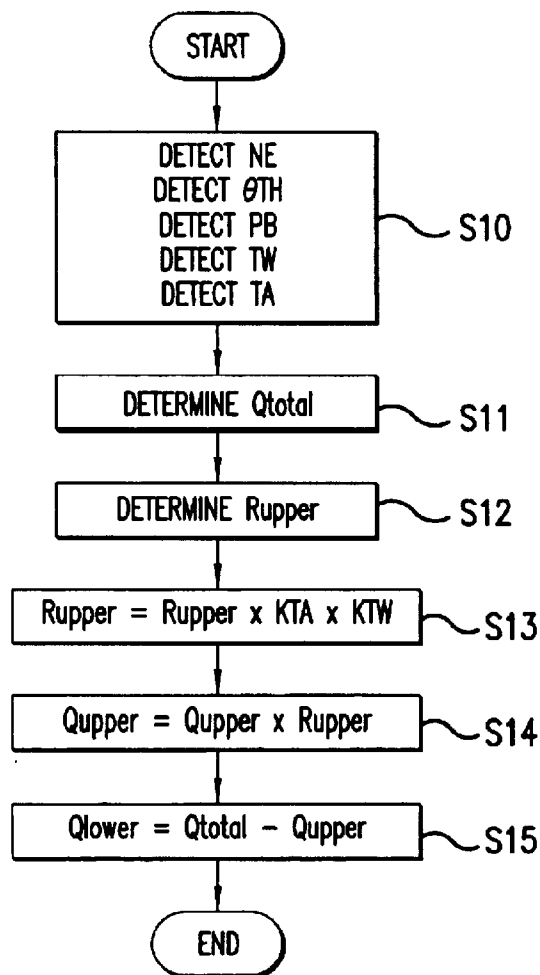 START
DETECT NE
DETECT θTH
DETECT PB
DETECT TW
DETECT TA
S10
DETERMINE Qtotal
S11
DETERMINE Rupper
S12
Rupper = Rupper x KTA x KTW
S13
Qupper = Qupper x Rupper
S14
Qlower = Qtotal - Qupper
S15
END